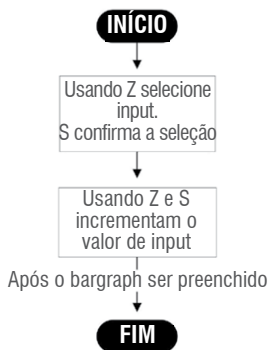 INÍCIO
Usando Z selecione
input.
S confirma a seleção
Usando Z e S
incrementam o
valor de input
Após o bargraph ser preenchido
FIM